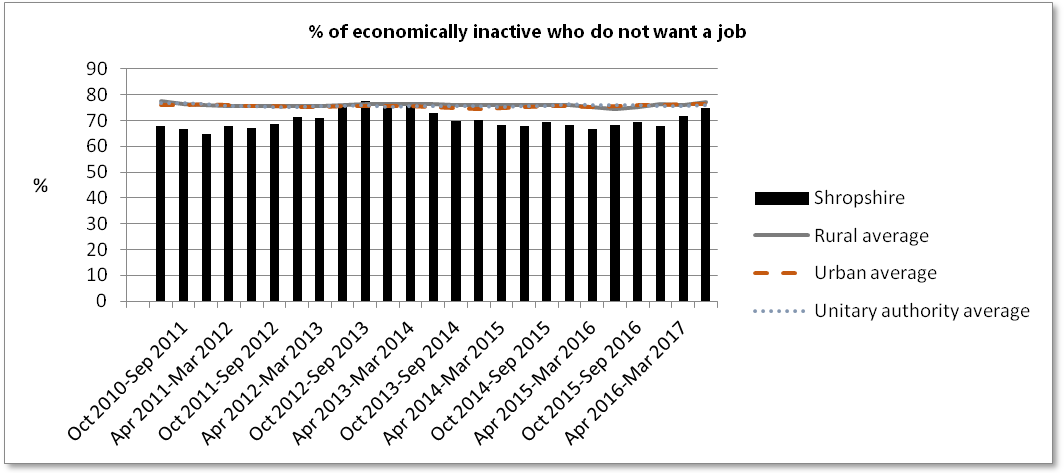 % of economically inactive who do not want a job
90
80
70
60
50
40
30
20
10
0
%
Oct 2010-Sep 2011
Apr 2011-Mar 2012
Oct 2011-Sep 2012
Apr 2012-Mar 2013
Oct 2012-Sep 2013
Apr 2013-Mar 2014
Oct 2013-Sep 2014
Apr 2014-Mar 2015
Oct 2014-Sep 2015
Apr 2015-Mar 2016
Oct 2015-Sep 2016
Apr 2016-Mar 2017
Shropshire
Rural average
Urban average
Unitary authority average